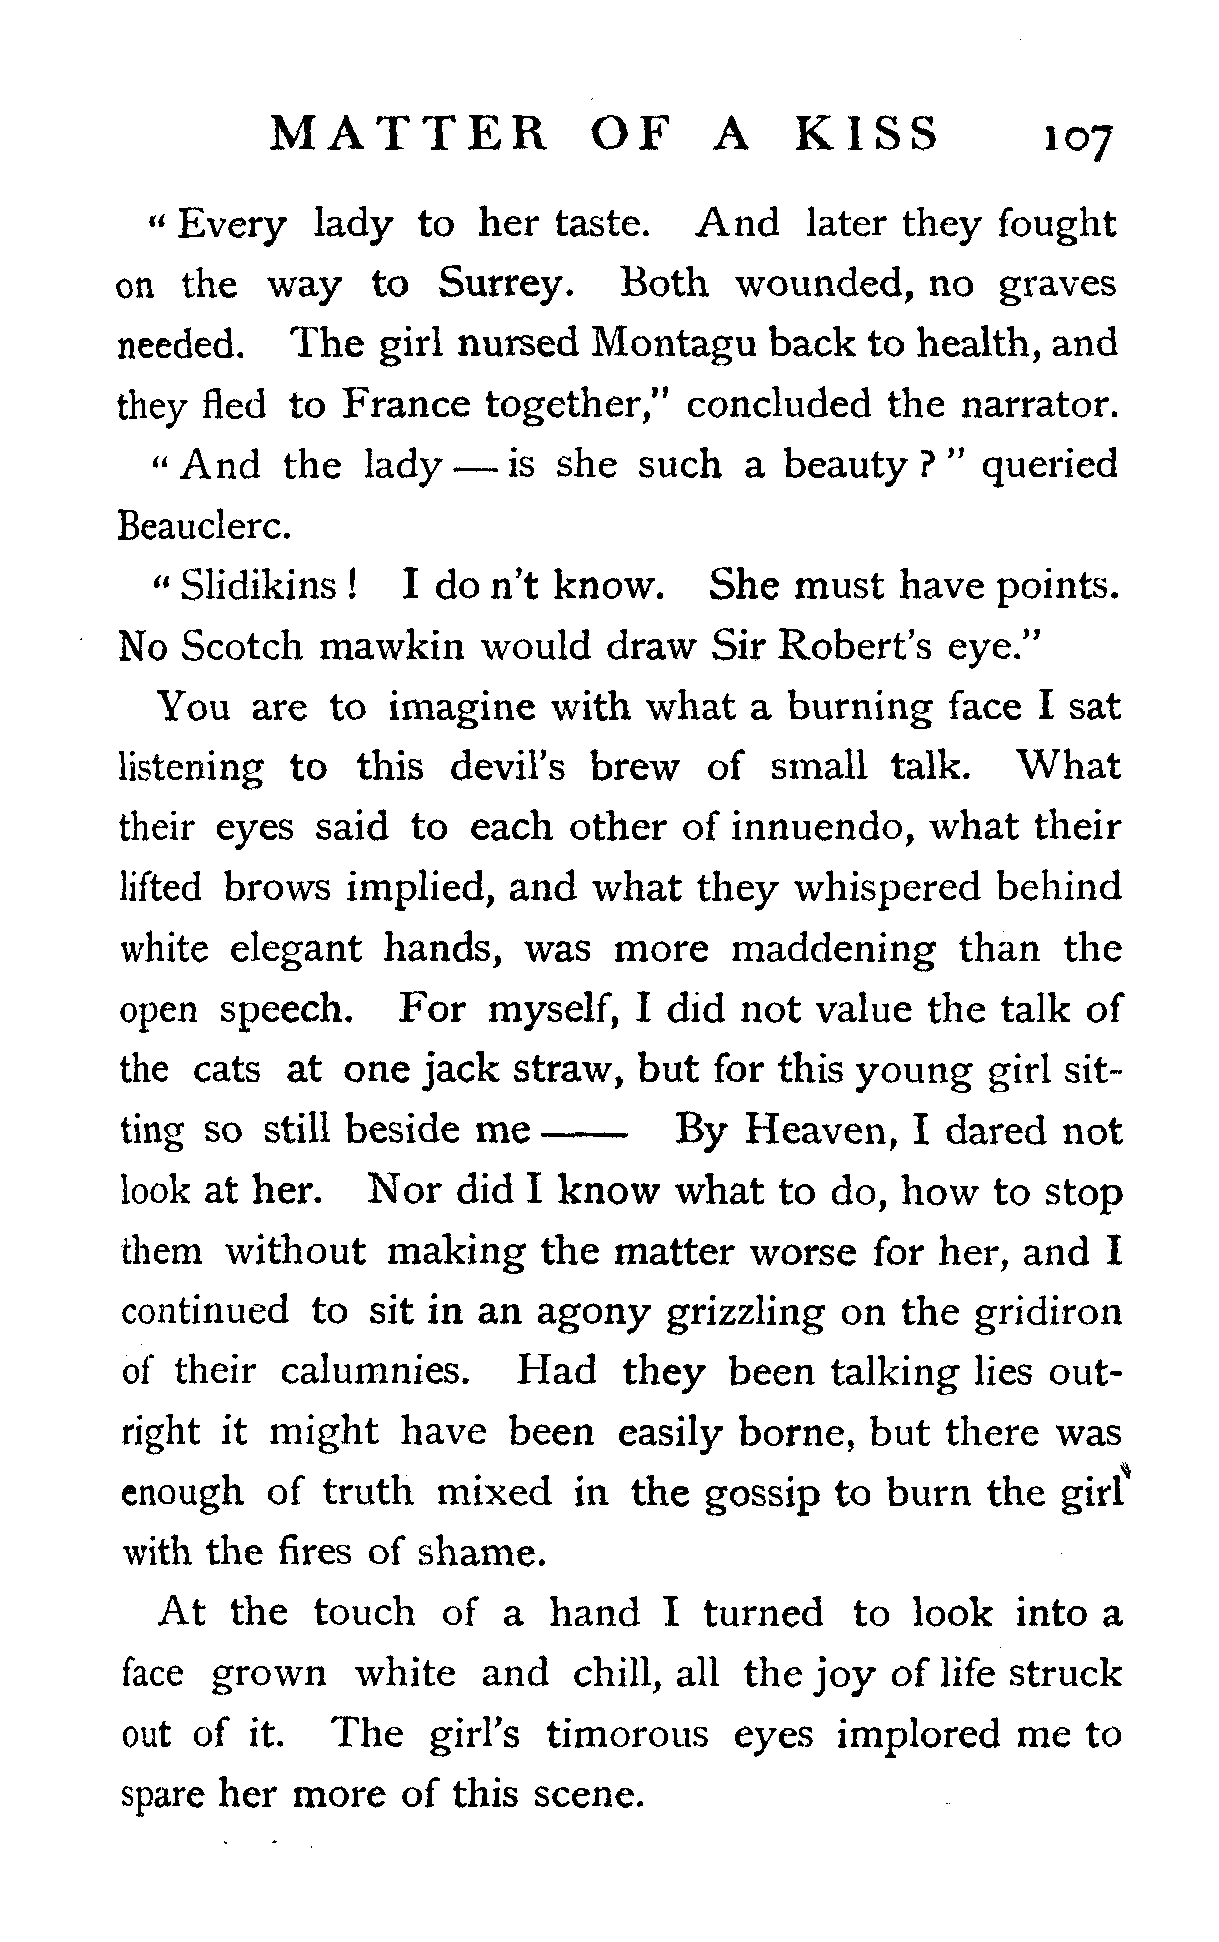 MATTER OF A KISS 107
" Every lady to her taste. And later they fought
on the way to Surrey. Both wounded, no graves
needed. The girl nursed Montagu back to health, and
they fled to France together," concluded the narrator.
" And the lady — is she such a beauty ? " queried
Beauclerc.
" Slidikins ! I do n't know. She must have points.
No Scotch mawkin would draw Sir Robert's eye."
You are to imagine with what a burning face I sat
listening to this devil's brew of small talk. What
their eyes said to each other of innuendo, what their
lifted brows implied, and what they whispered behind
white elegant hands, was more maddening than the
open speech. For myself, I did not value the talk of
the cats at one jack straw, but for this young girl sit-
ting so still beside me —— By Heaven, I dared not
look at her. Nor did I know what to do, how to stop
them without making the matter worse for her, and I
continued to sit in an agony grizzling on the gridiron
of their calumnies. Had they been talking lies out-
right it might have been easily borne, but there was
enough of truth mixed in the gossip to burn the girl
with the fires of shame.
At the touch of a hand I turned to look into a
face grown white and chill, all the joy of life struck
out of it. The girl's timorous eyes implored me to
spare her more of this scene.